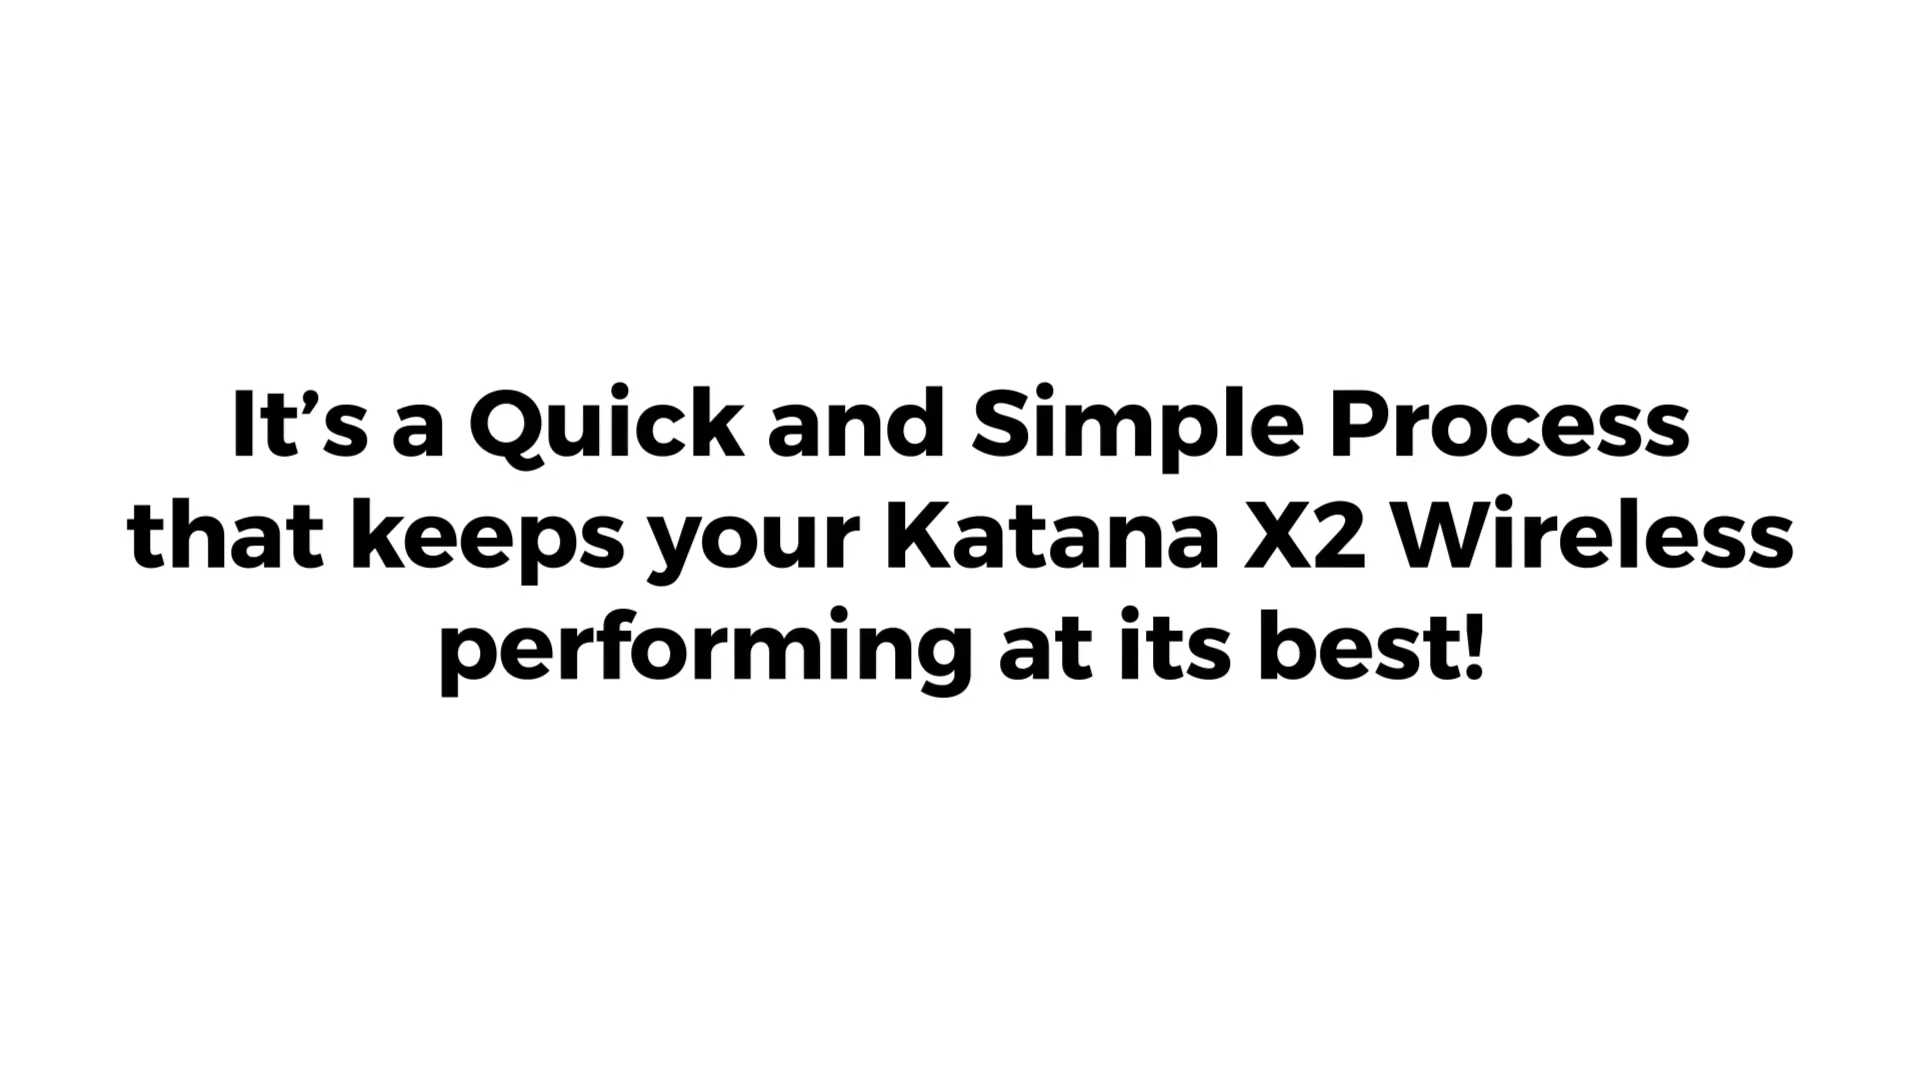 It’s a Quick and Simple Process
that keeps your Katana X2 Wireless
performing at its best!